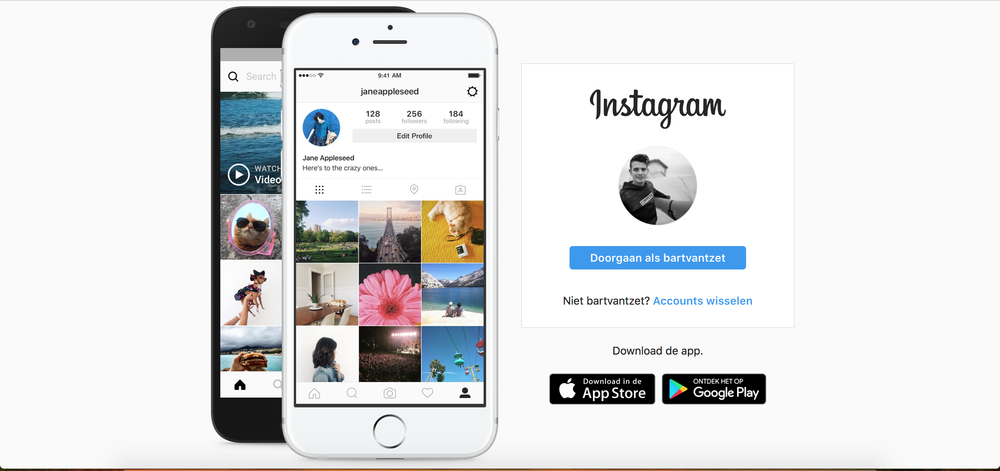 Search
WATCH
Video
9:41 AM
janeappleseed
128 256 184
posts followers following
Edit Profile
Jane Appleseed
Here's to the crazy ones...
Instagram
Doorgaan als bartvantzet
Niet bartvantzet? Accounts wisselen
Download de app.
Download in de
App Store
ONTDEK HET OP
Google Play